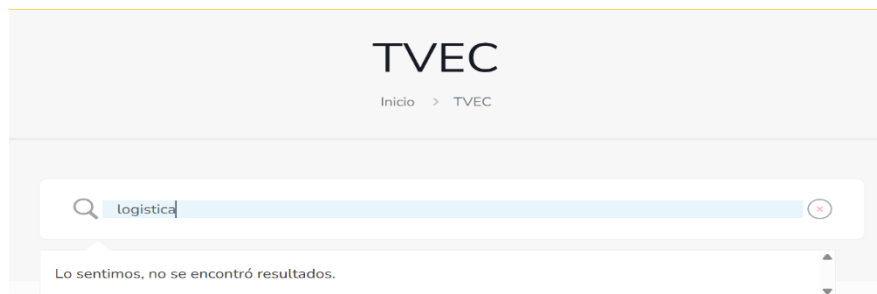 TVEC
Inicio > TVEC
logistica
Lo sentimos, no se encontró resultados.